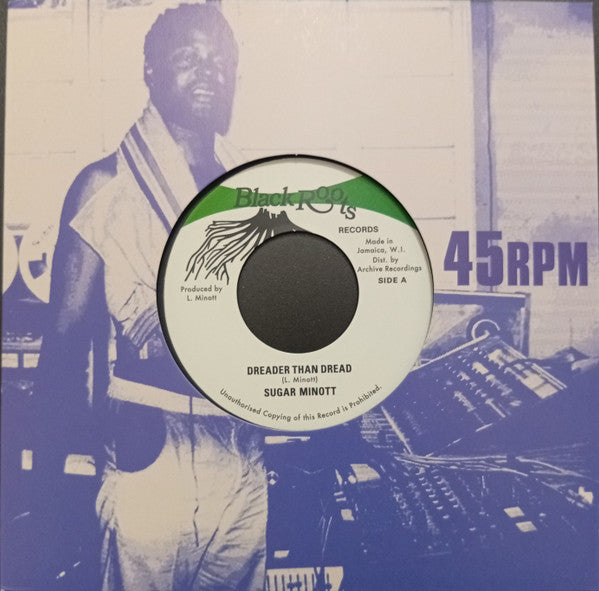 Black Roots
RECORDS
Made in
Jamaica, W.I.
Dist. by
Archive Recordings
SIDE A
Produced by
L. Minott
45RPM
DREADER THAN DREAD
(L. Minott)
SUGAR MINOTT
Unauthorised Copying of this Record is Prohibited.